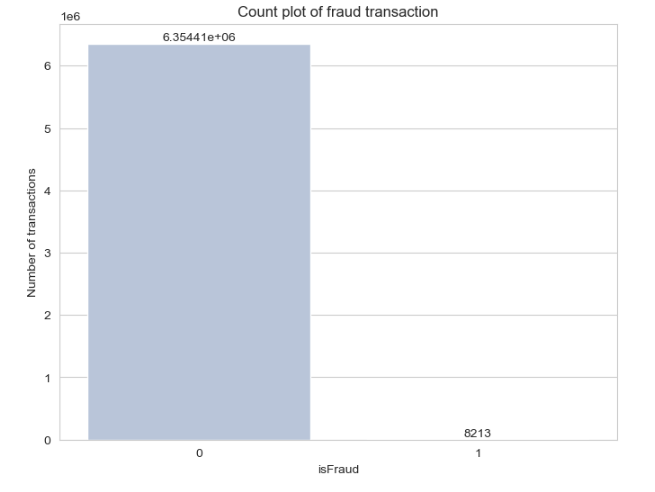 Count plot of fraud transaction
1e6
6.35441e+06
6
5
4
3
2
1
0
Number of transactions
8213
0
1
isFraud